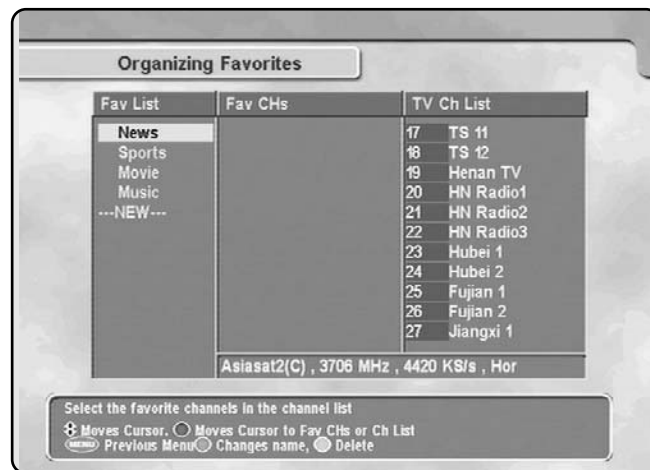 Organizing Favorites
Fav List Fav CHs TV Ch List
News
Sports
Movie
Music
---NEW---
17 TS 11
18 TS 12
19 Henan TV
20 HN Radio1
21 HN Radio2
22 HN Radio3
23 Hubei 1
24 Hubei 2
25 Fujian 1
26 Fujian 2
27 Jiangxi 1
Asiasat2(C) , 3706 MHz , 4420 KS/s , Hor
Select the favorite channels in the channel list
Moves Cursor, Moves Cursor to Fav CHs or Ch List
MENU Previous Menu Changes name, Delete